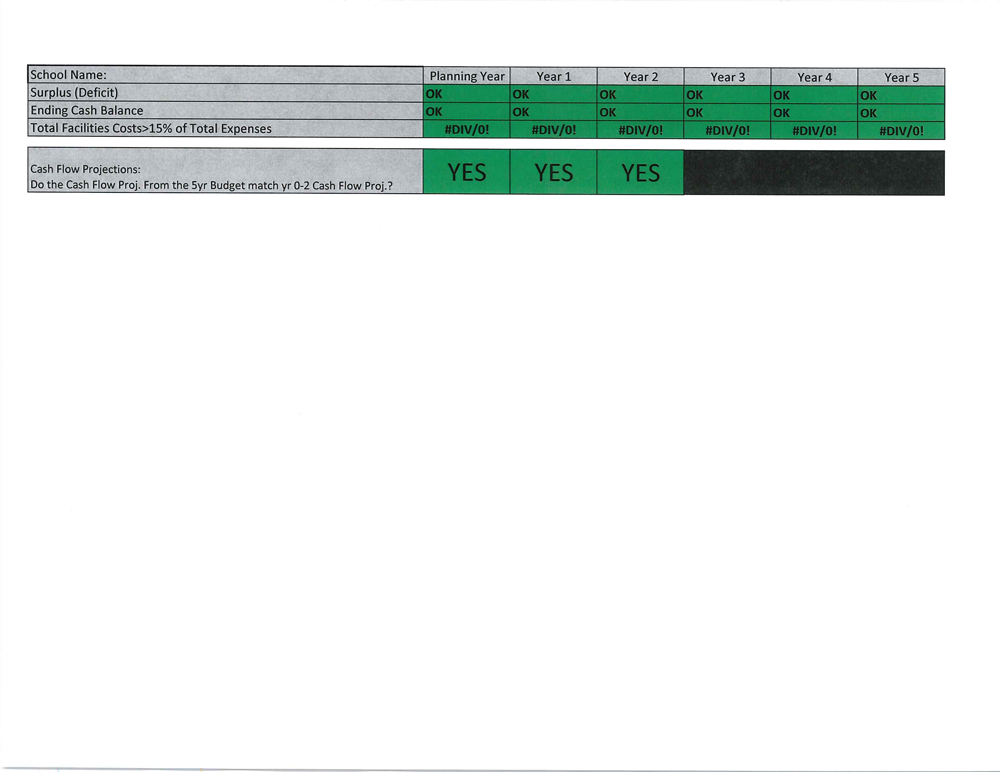 School Name: Planning Year Year 1 Year 2 Year 3 Year 4 Year 5
Surplus (Deficit) OK OK OK OK OK OK
Ending Cash Balance OK OK OK OK OK OK
Total Facilities Costs>15% of Total Expenses #DIV/0! #DIV/0! #DIV/0! #DIV/0! #DIV/0! #DIV/0!
Cash Flow Projections:
Do the Cash Flow Proj. From the 5yr Budget match yr 0-2 Cash Flow Proj.? YES YES YES